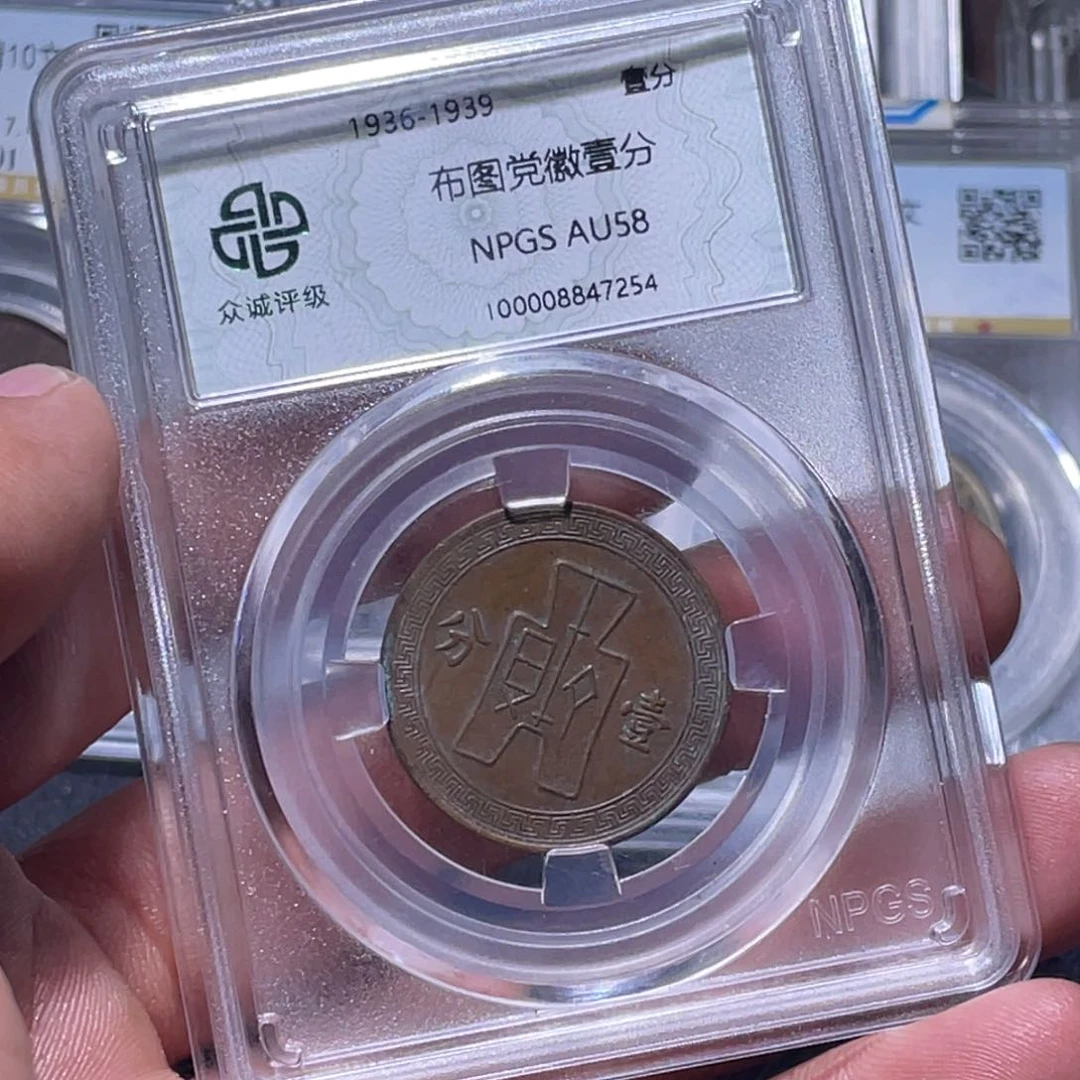 1936-1939 壹分
布图党徽壹分
NPGS AU58
100008847254
众诚评级
壹
分
NPGS